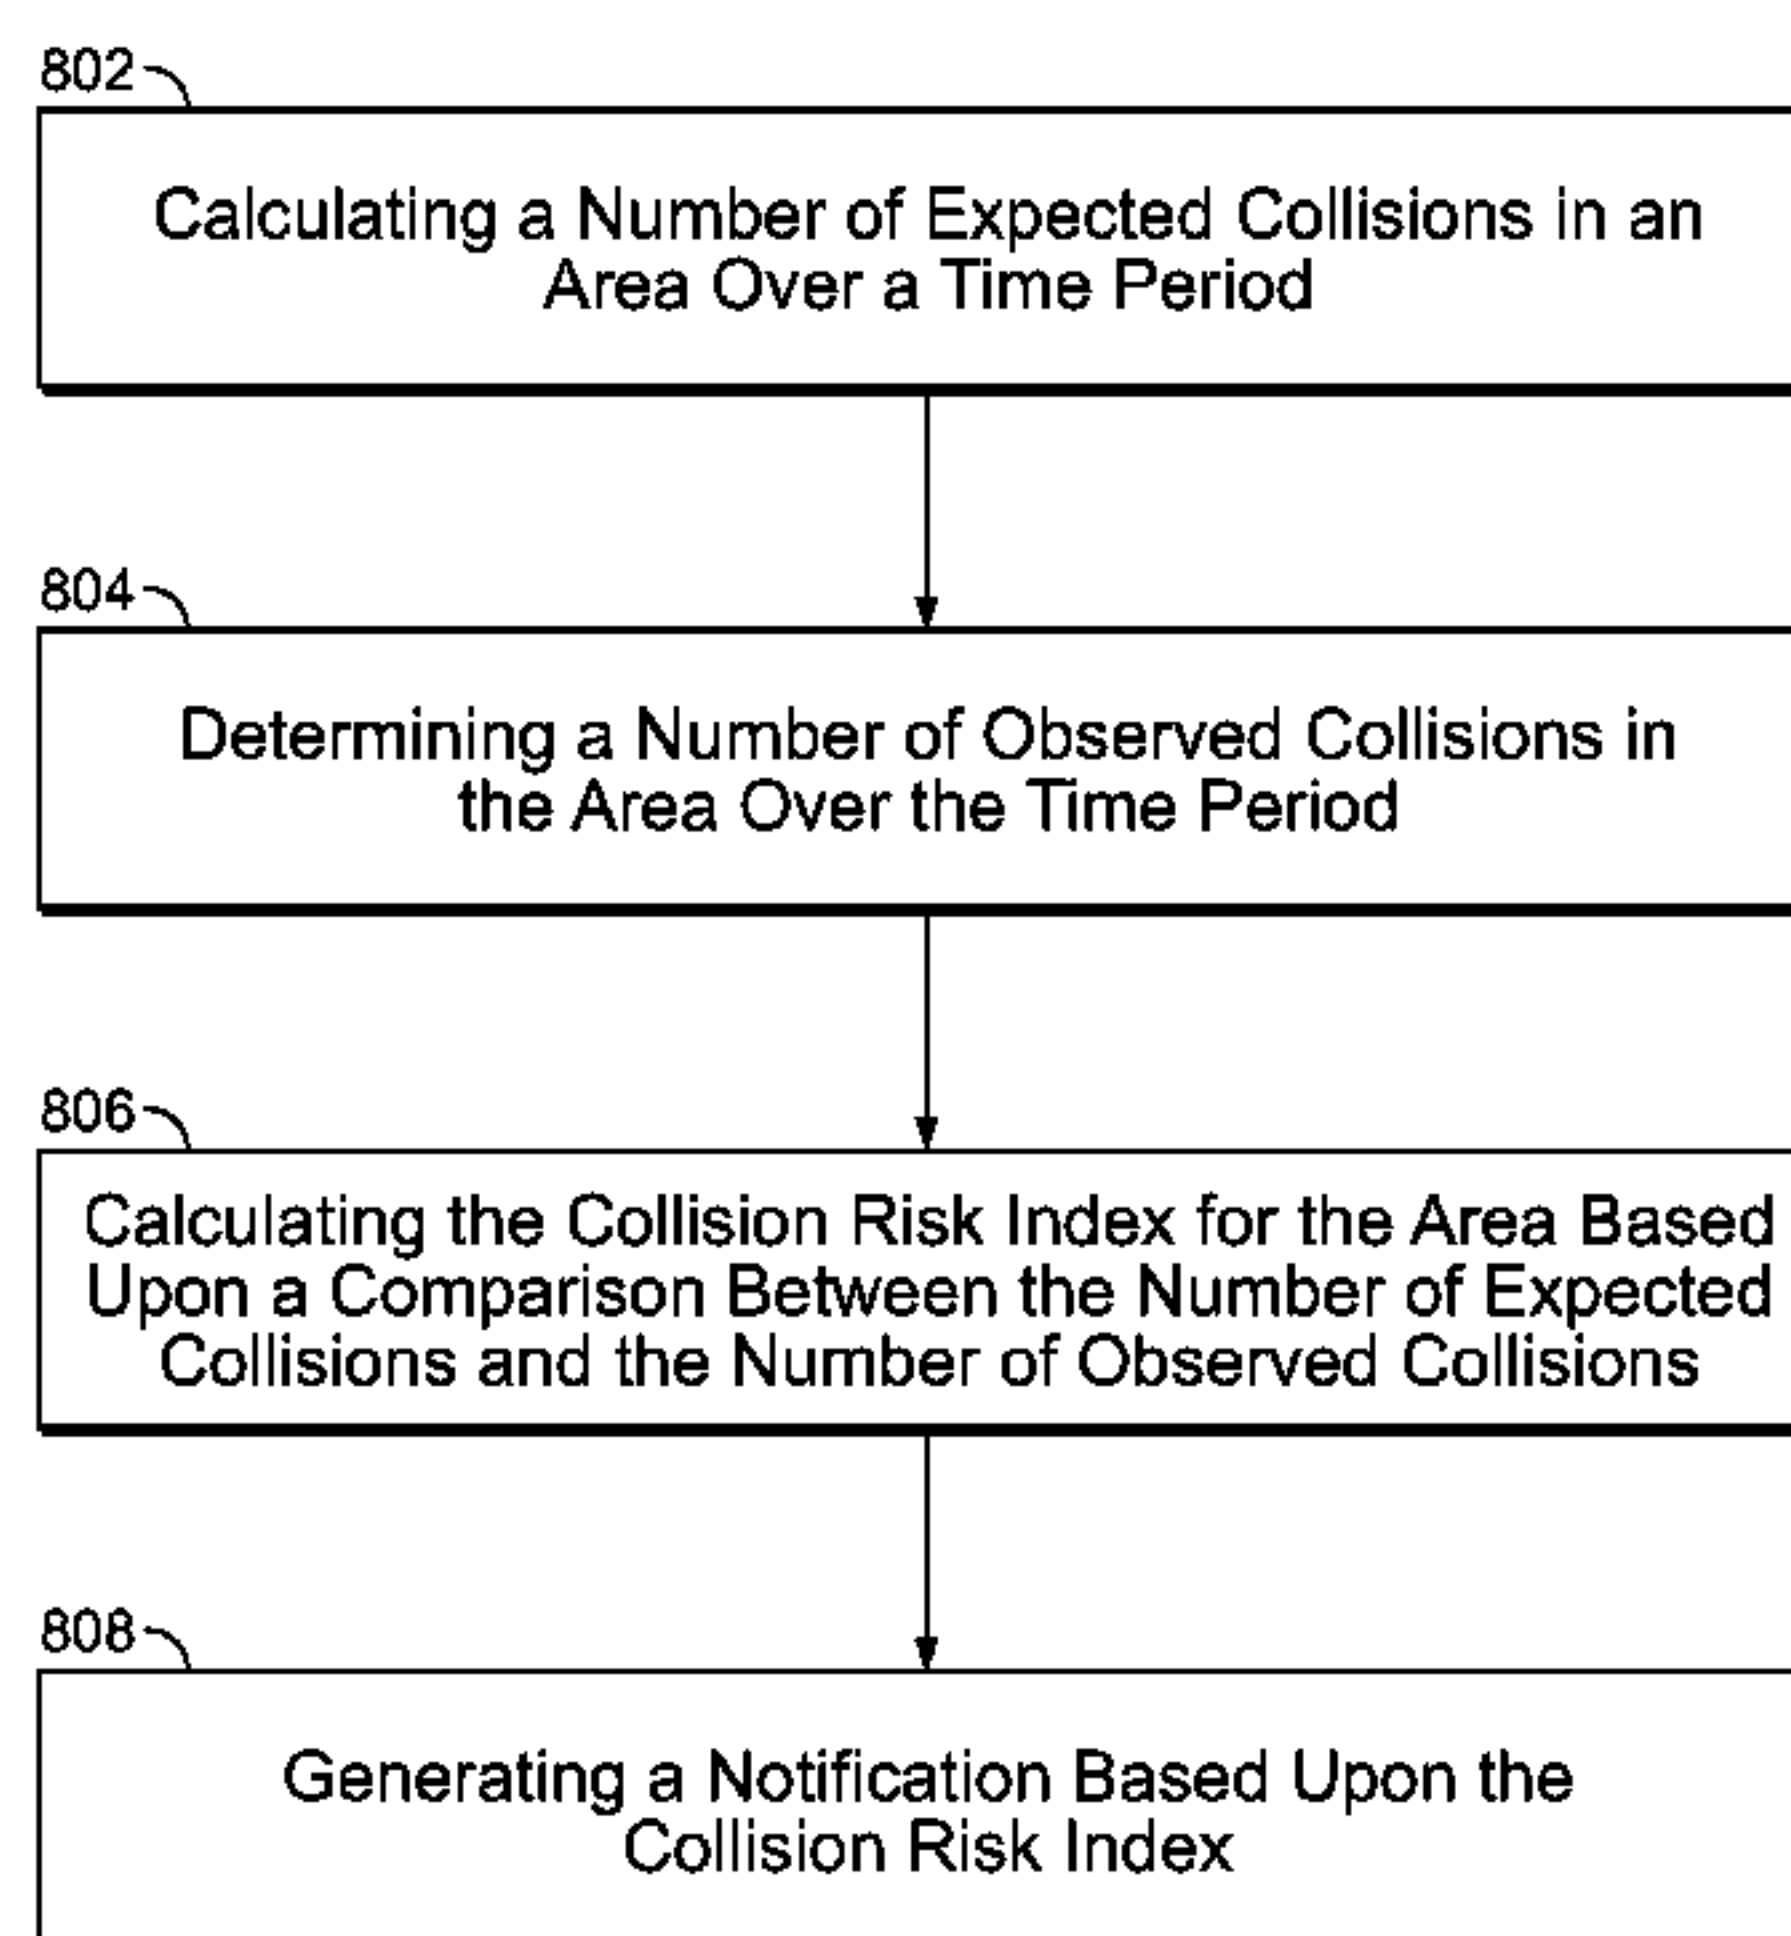 802
Calculating a Number of Expected Collisions in an
Area Over a Time Period
804
Determining a Number of Observed Collisions in
the Area Over the Time Period
806
Calculating the Collision Risk Index for the Area Based
Upon a Comparison Between the Number of Expected
Collisions and the Number of Observed Collisions
808
Generating a Notification Based Upon the
Collision Risk Index